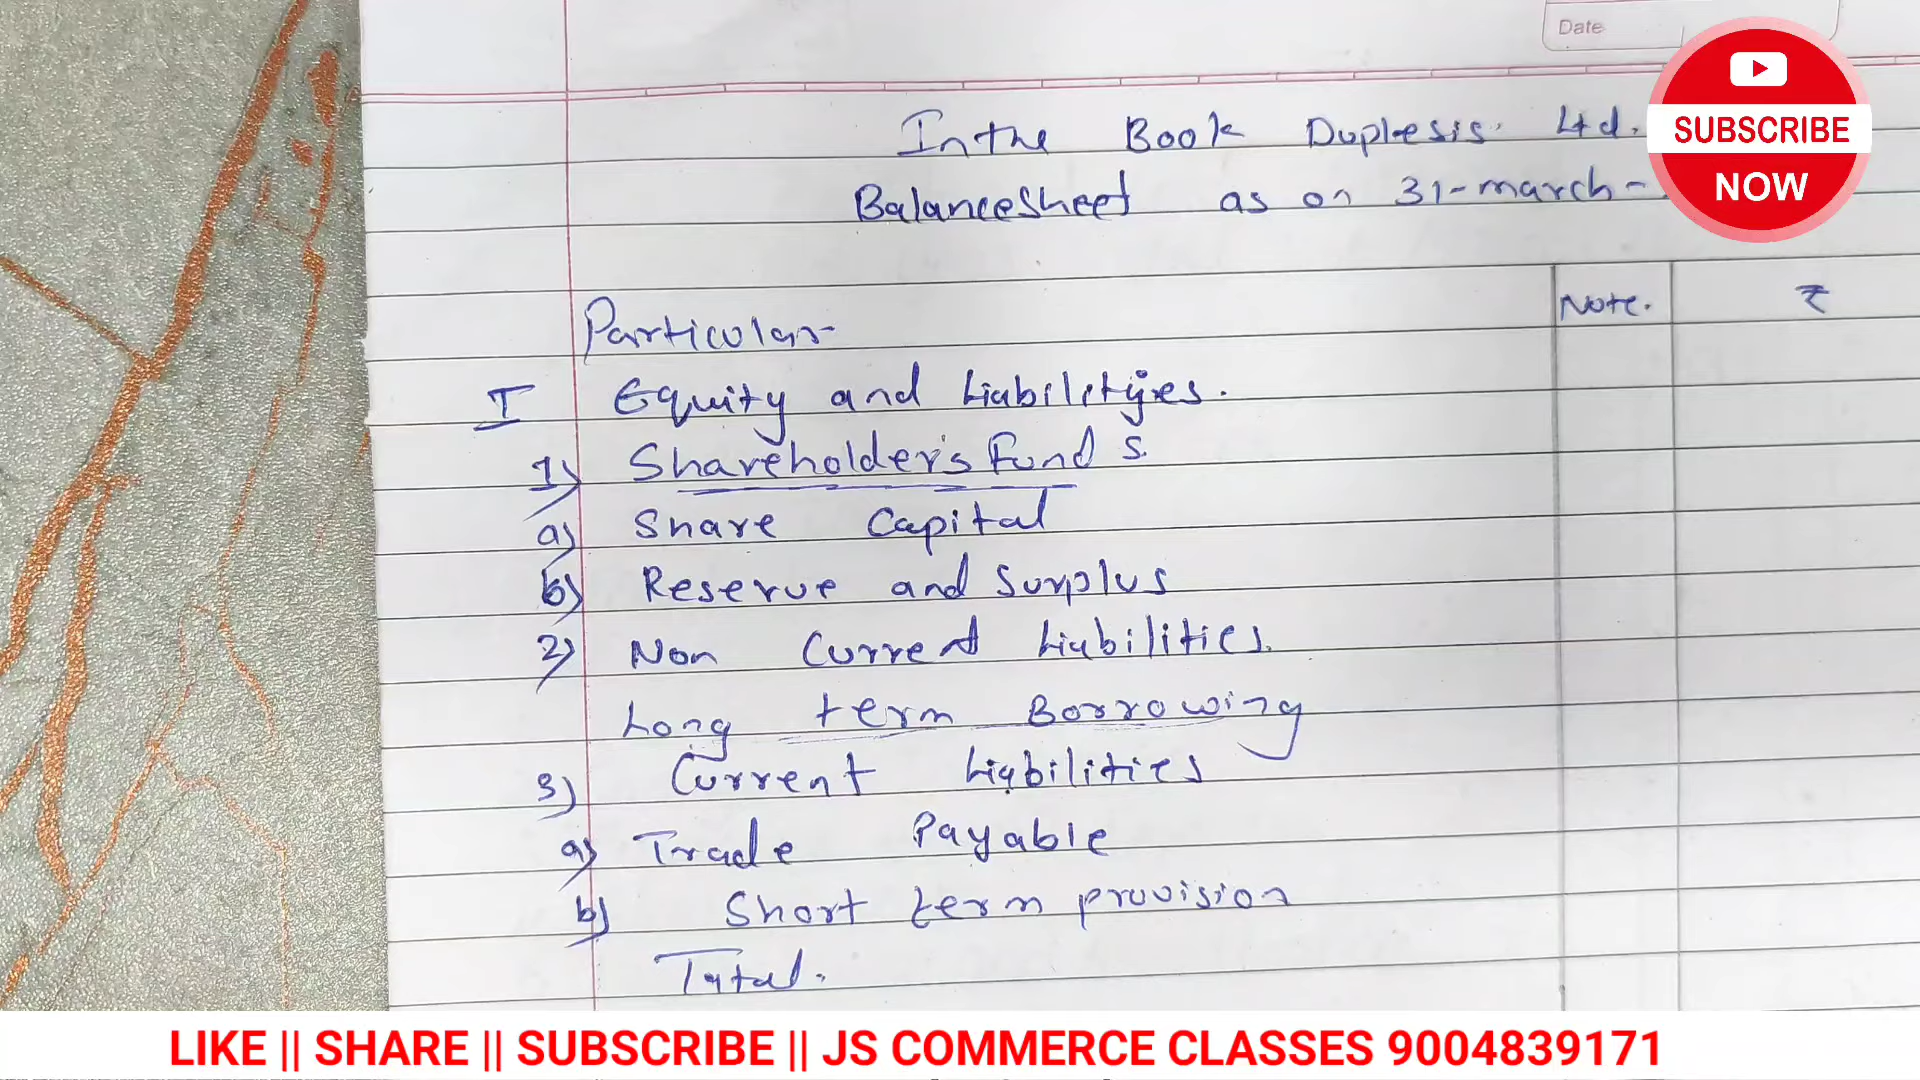 Date
SUBSCRIBE
NOW
In the Book Duplesis. Ltd.
BalanceSheet as on 31-march-
Particular
Note.
₹
I Equity and Liabilityies.
1) Shareholder's Funds.
a) Share Capital
b) Reserve and Surplus
2) Non Current Liabilities.
Long term Borrowing
3) Current Liabilities
a) Trade Payable
b) Short term provision
Total.
LIKE || SHARE || SUBSCRIBE || JS COMMERCE CLASSES 9004839171